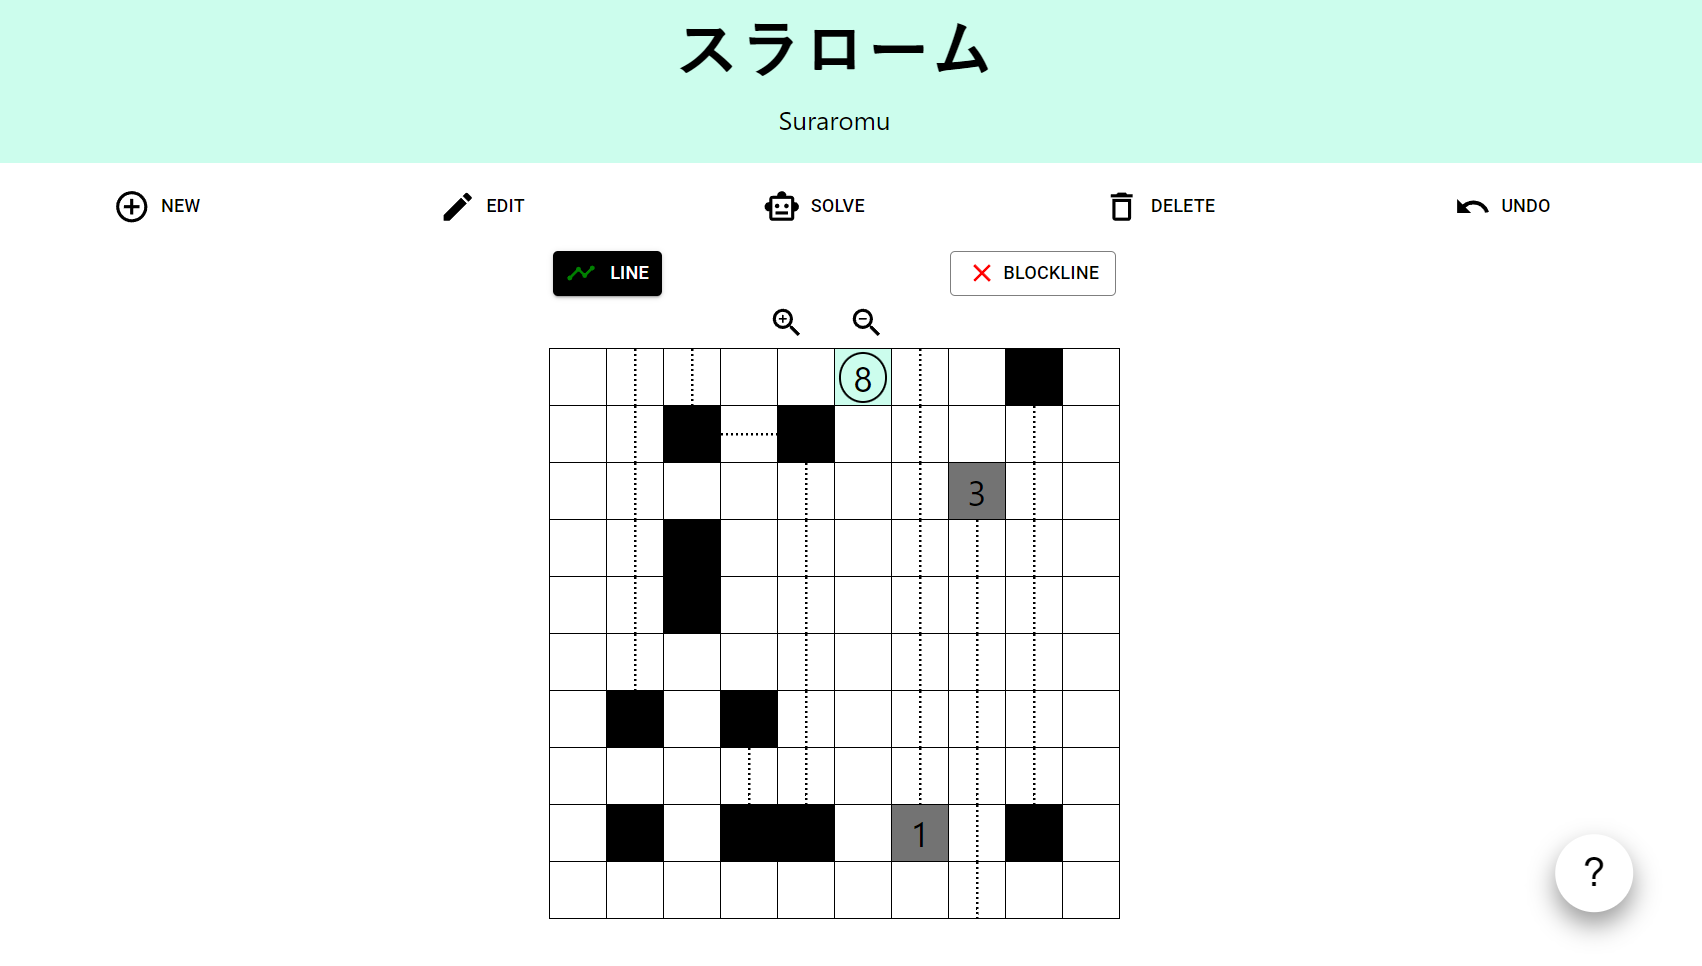 スラローム
Suraromu
NEW
EDIT
SOLVE
DELETE
UNDO
LINE
BLOCKLINE
8
3
1
?